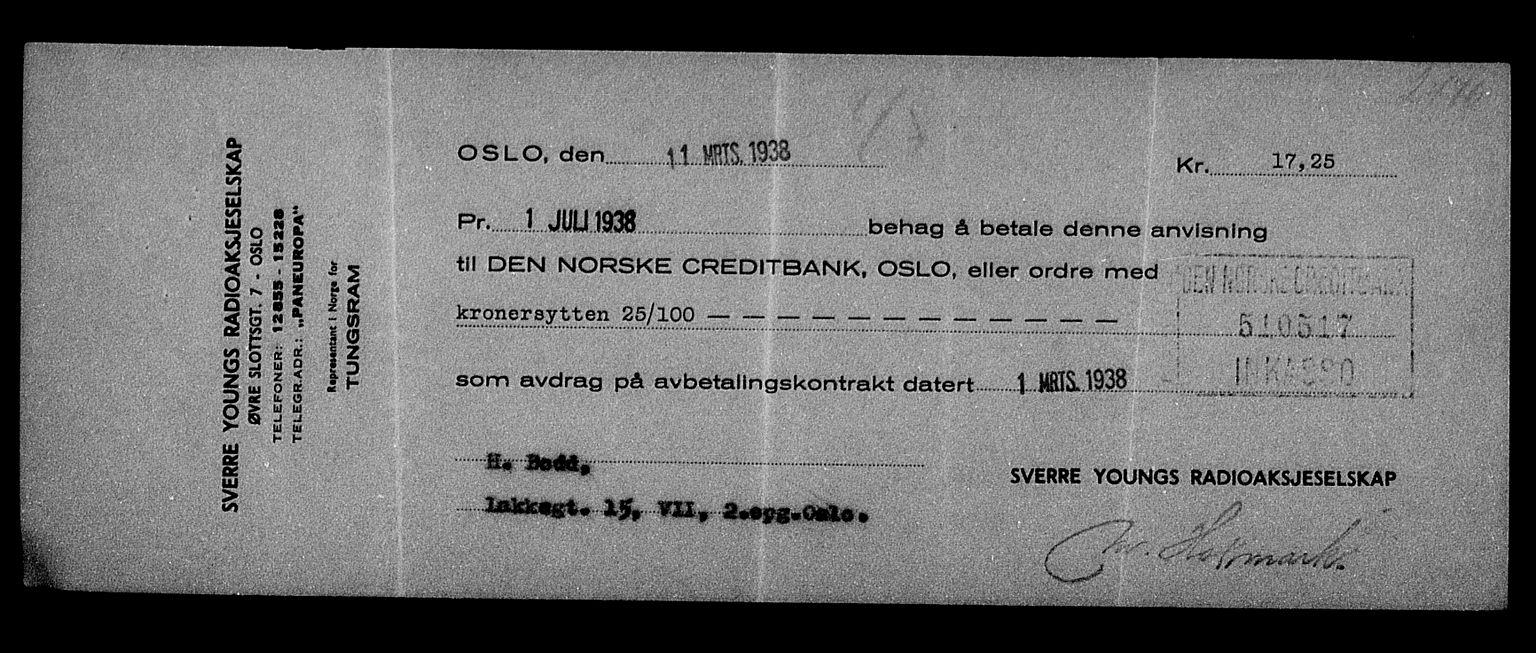 SVERRE YOUNGS RADIOAKSJESELSKAP
ØVRE SLOTTSGT. 7 - OSLO
TELEFONER: 12855 - 15228
TELEGR.ADR.: „PANEUROPA"
Representant i Norge for
TUNGSRAM
OSLO, den 11 MRTS. 1938
Kr. 17,25
Pr. 1 JULI 1938 behag å betale denne anvisning
til DEN NORSKE CREDITBANK, OSLO, eller ordre med
kronersytten 25/100 — — — — — — — — — — — —
som avdrag på avbetalingskontrakt datert 1 MRTS. 1938
DEN NORSKE CREDITBANK
510517
INKASSO
H. Bodd,
lakkegt. 15, VII, 2.opg.Oslo.
SVERRE YOUNGS RADIOAKSJESELSKAP